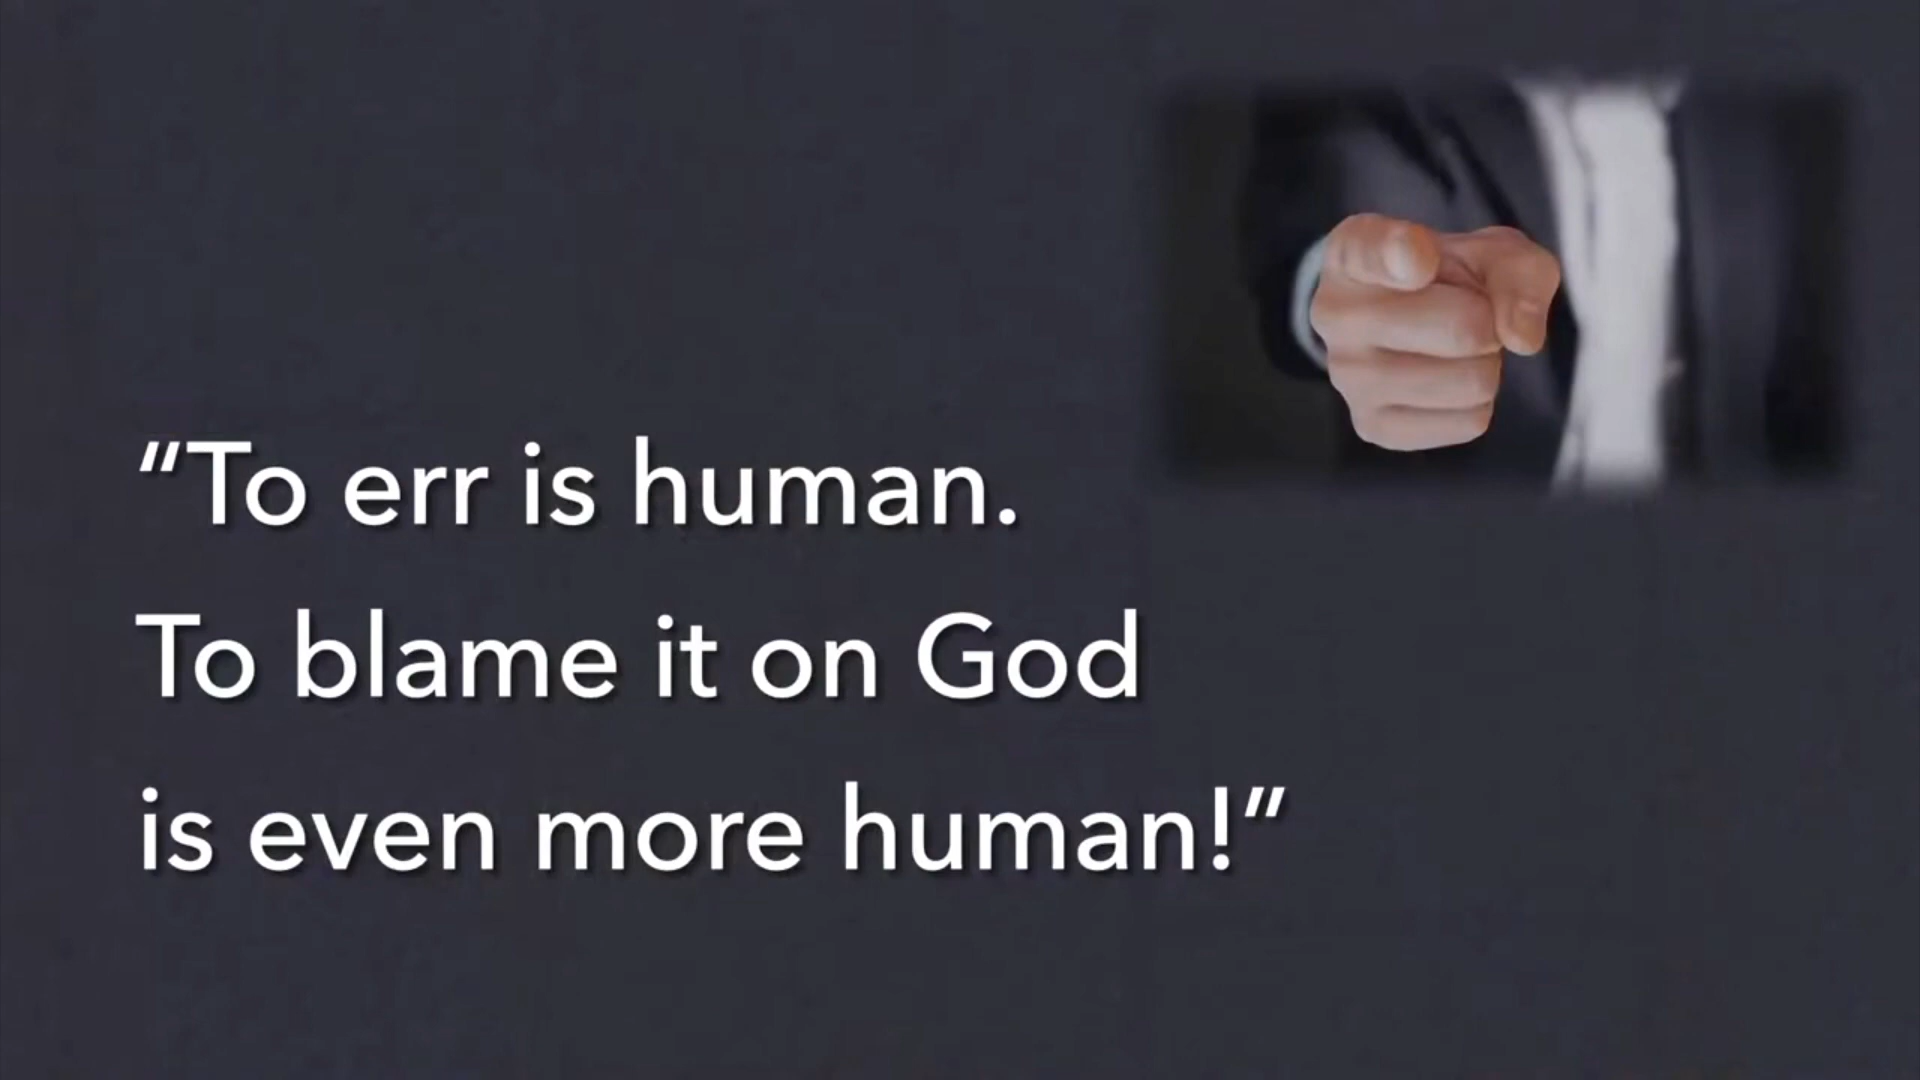 “To err is human.
To blame it on God
is even more human!”